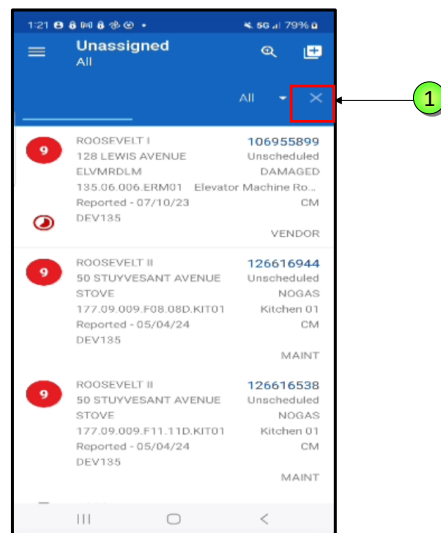 1:21 5G 79%
Unassigned
All
All
1
9
ROOSEVELT I 106955899
128 LEWIS AVENUE Unscheduled
ELVMRDLM DAMAGED
135.06.006.ERM01 Elevator Machine Ro...
Reported - 07/10/23 CM
DEV135
VENDOR
9
ROOSEVELT II 126616944
50 STUYVESANT AVENUE Unscheduled
STOVE NOGAS
177.09.009.F08.08D.KIT01 Kitchen 01
Reported - 05/04/24 CM
DEV135
MAINT
9
ROOSEVELT II 126616538
50 STUYVESANT AVENUE Unscheduled
STOVE NOGAS
177.09.009.F11.11D.KIT01 Kitchen 01
Reported - 05/04/24 CM
DEV135
MAINT